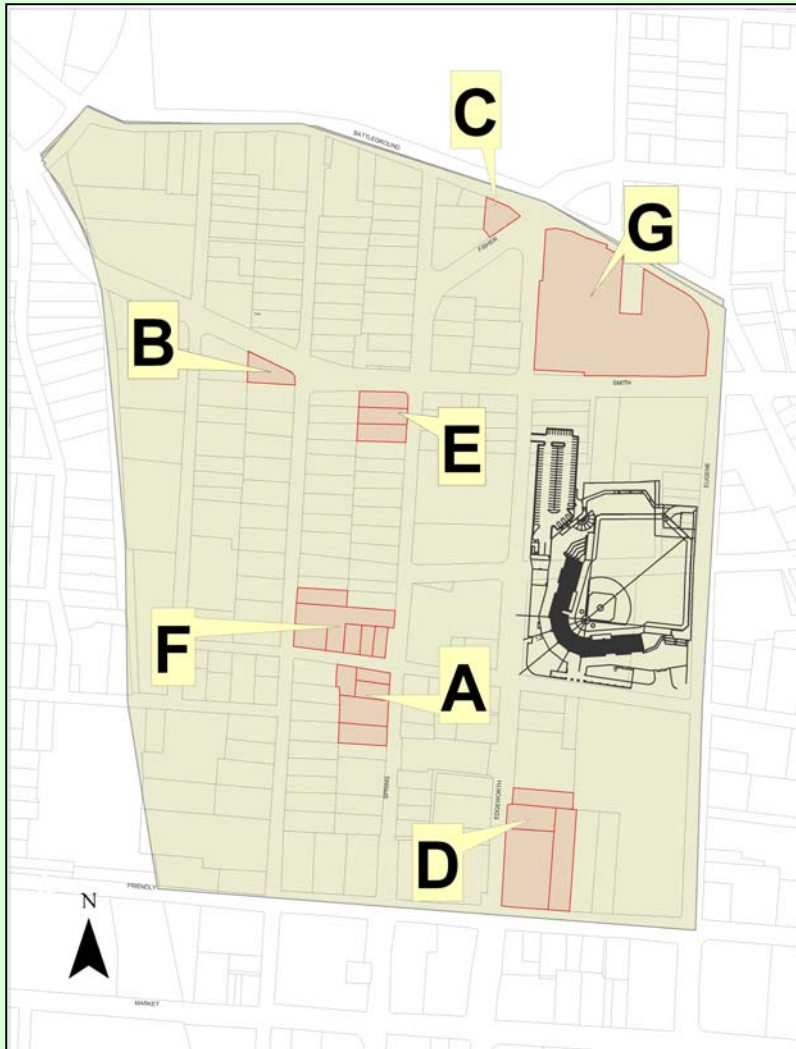 C
BATTLEGROUND
G
FISHER
B
SMITH
E
EUGENE
F
A
SPRING
EDGEWORTH
D
FRIENDLY
N
MARKET